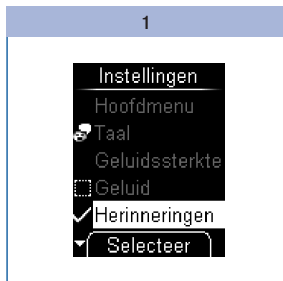 1
Instellingen
Hoofdmenu
Taal
Geluidssterkte
Geluid
Herinneringen
Selecteer